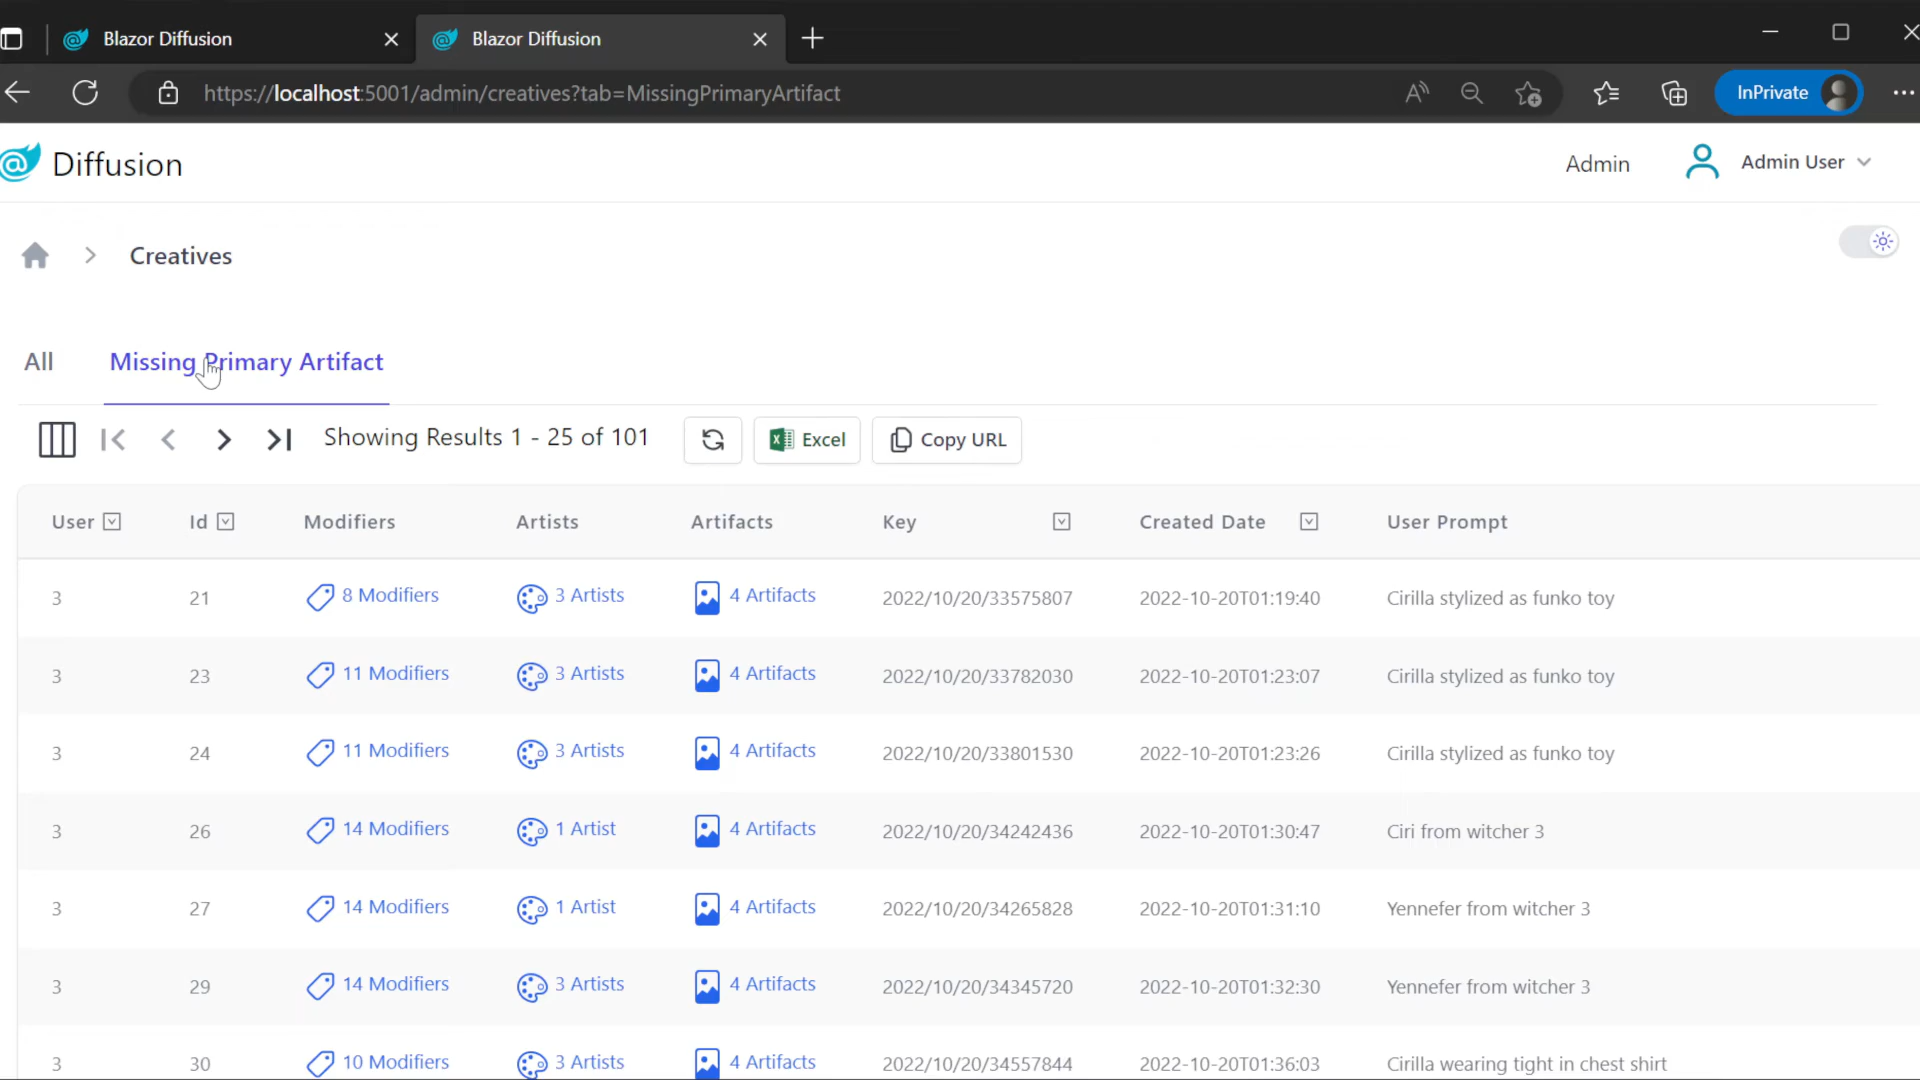 Blazor Diffusion
Blazor Diffusion
https://localhost:5001/admin/creatives?tab=MissingPrimaryArtifact
InPrivate
Diffusion
Admin
Admin User
Creatives
All
Missing Primary Artifact
Showing Results 1 - 25 of 101
Excel
Copy URL
User Id Modifiers Artists Artifacts Key Created Date User Prompt
3 21 8 Modifiers 3 Artists 4 Artifacts 2022/10/20/33575807 2022-10-20T01:19:40 Cirilla stylized as funko toy
3 23 11 Modifiers 3 Artists 4 Artifacts 2022/10/20/33782030 2022-10-20T01:23:07 Cirilla stylized as funko toy
3 24 11 Modifiers 3 Artists 4 Artifacts 2022/10/20/33801530 2022-10-20T01:23:26 Cirilla stylized as funko toy
3 26 14 Modifiers 1 Artist 4 Artifacts 2022/10/20/34242436 2022-10-20T01:30:47 Ciri from witcher 3
3 27 14 Modifiers 1 Artist 4 Artifacts 2022/10/20/34265828 2022-10-20T01:31:10 Yennefer from witcher 3
3 29 14 Modifiers 3 Artists 4 Artifacts 2022/10/20/34345720 2022-10-20T01:32:30 Yennefer from witcher 3
3 30 10 Modifiers 3 Artists 4 Artifacts 2022/10/20/34557844 2022-10-20T01:36:03 Cirilla wearing tight in chest shirt